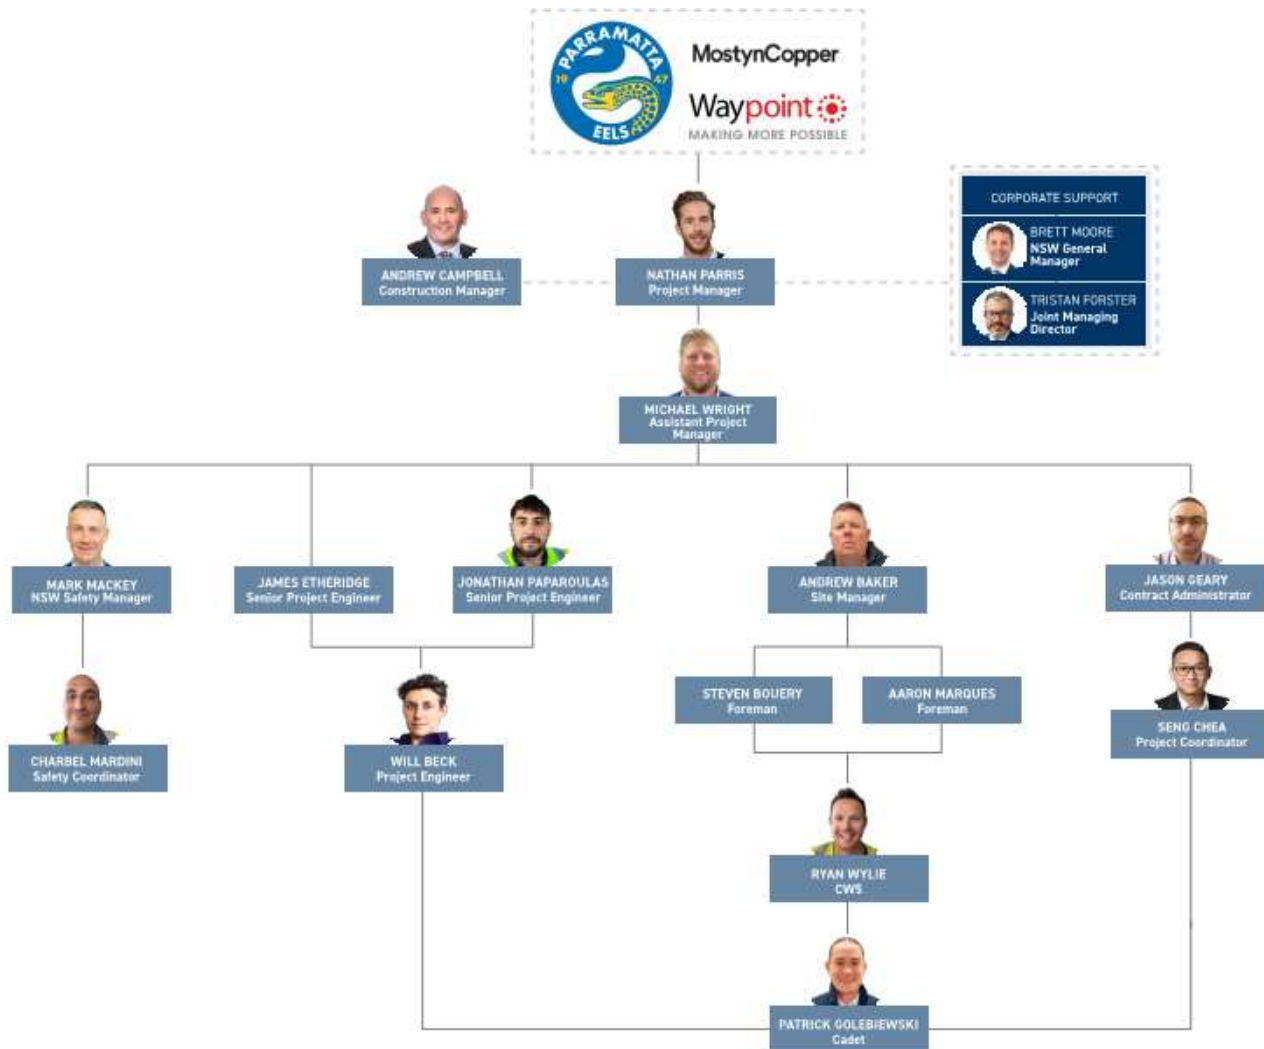 PARRAMATTA
19 47
EELS
MostynCopper
Waypoint
MAKING MORE POSSIBLE
CORPORATE SUPPORT
BRETT MOORE
NSW General
Manager
TRISTAN FORSTER
Joint Managing
Director
ANDREW CAMPBELL
Construction Manager
NATHAN PARRIS
Project Manager
MICHAEL WRIGHT
Assistant Project
Manager
MARK MACKEY
NSW Safety Manager
JAMES ETHERIDGE
Senior Project Engineer
JONATHAN PAPAROULAS
Senior Project Engineer
ANDREW BAKER
Site Manager
JASON GEARY
Contract Administrator
STEVEN BOUERY
Foreman
AARON MARQUES
Foreman
SENG CHEA
Project Coordinator
CHARBEL MARDINI
Safety Coordinator
WILL BECK
Project Engineer
RYAN WYLIE
CWS
PATRICK GOLEBIEWSKI
Cadet